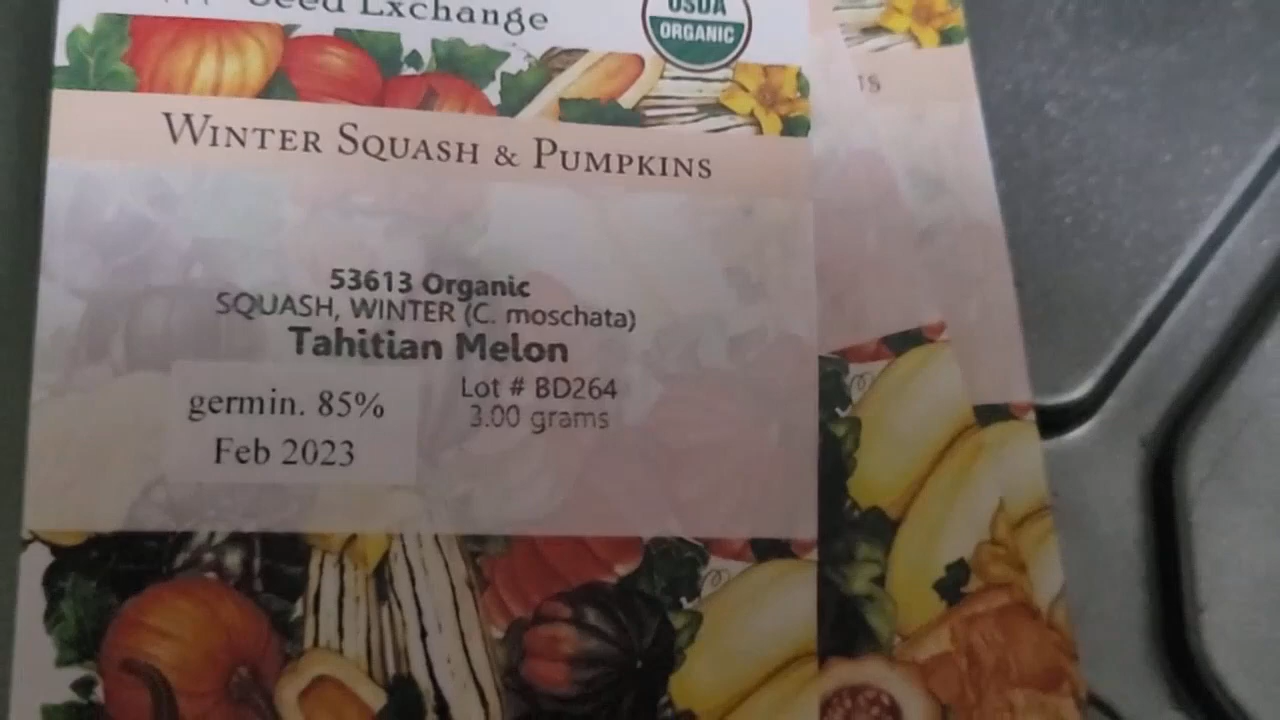 Seed Exchange
USDA
ORGANIC
WINTER SQUASH & PUMPKINS
53613 Organic
SQUASH, WINTER (C. moschata)
Tahitian Melon
germin. 85%
Feb 2023
Lot # BD264
3.00 grams